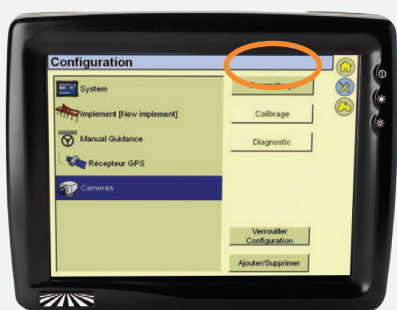 Configuration
System
Implement [New implement]
Calibrage
Manual Guidance
Diagnostic
Récepteur GPS
Cameras
Verrouiller
Configuration
Ajouter/Supprimer